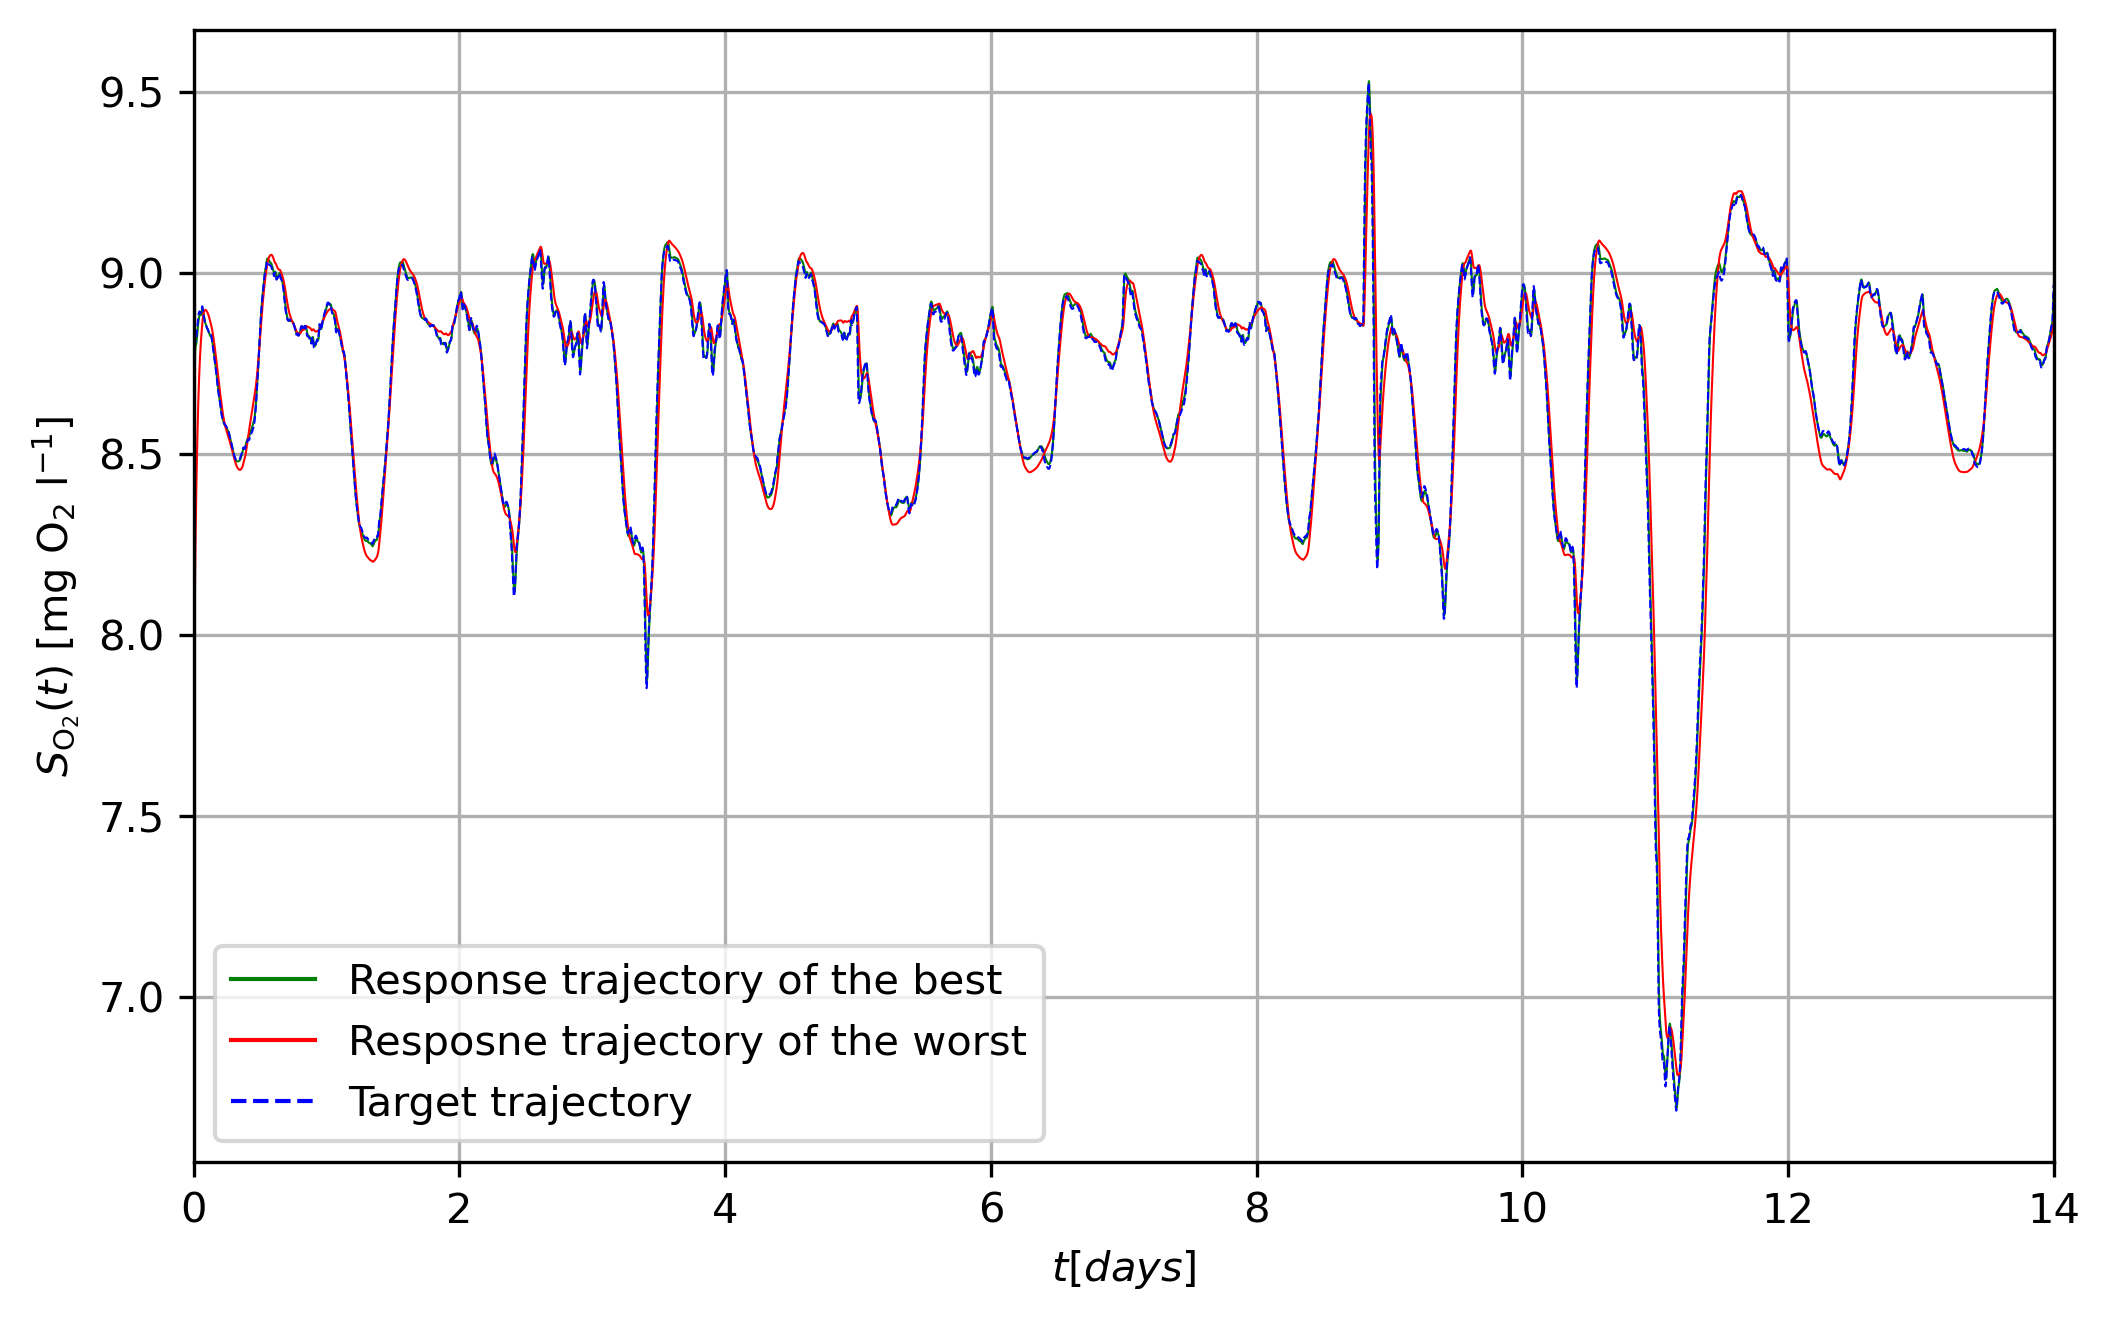 9.5
9.0
8.5
8.0
7.5
7.0
S_{O_2}(t) [mg O_2 l^{-1}]
Response trajectory of the best
Resposne trajectory of the worst
Target trajectory
0 2 4 6 8 10 12 14
t[days]